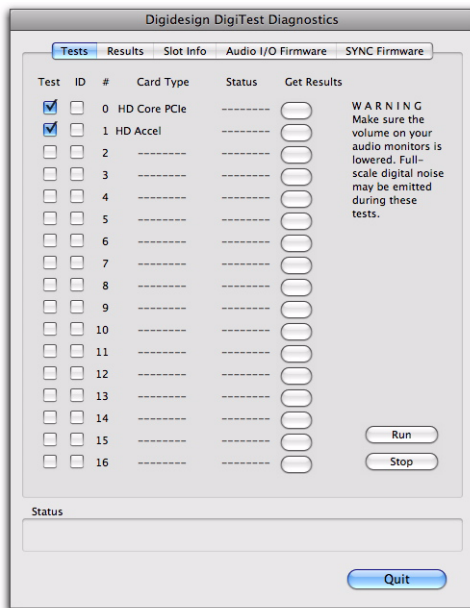 Digidesign DigiTest Diagnostics
Tests Results Slot Info Audio I/O Firmware SYNC Firmware
Test ID # Card Type Status Get Results
0 HD Core PCIe --------
1 HD Accel --------
2 -------- --------
3 -------- --------
4 -------- --------
5 -------- --------
6 -------- --------
7 -------- --------
8 -------- --------
9 -------- --------
10 -------- --------
11 -------- --------
12 -------- --------
13 -------- --------
14 -------- --------
15 -------- --------
16 -------- --------
W A R N I N G
Make sure the
volume on your
audio monitors is
lowered. Full-
scale digital noise
may be emitted
during these
tests.
Run
Stop
Status
Quit